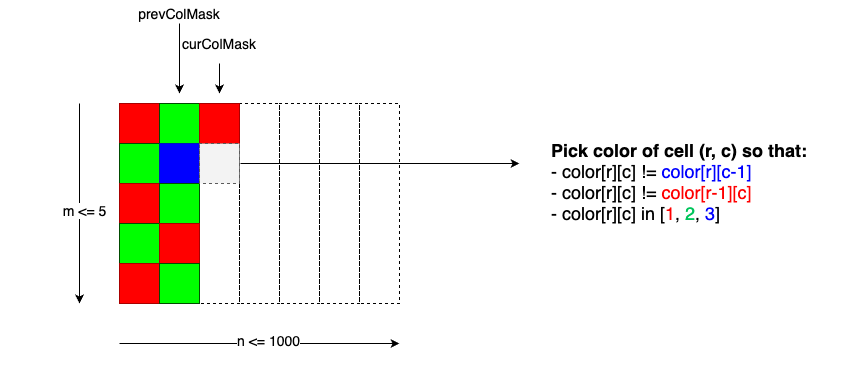 prevColMask
curColMask
m <= 5
n <= 1000
Pick color of cell (r, c) so that:
- color[r][c] != color[r][c-1]
- color[r][c] != color[r-1][c]
- color[r][c] in [1, 2, 3]